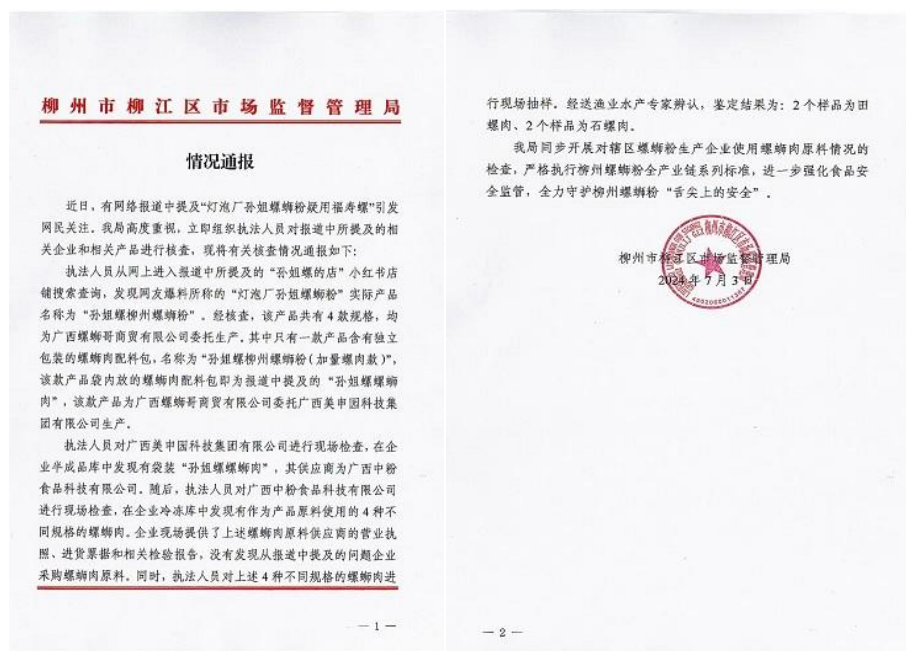 柳州市柳江区市场监督管理局
情况通报
近日，有网络报道中提及“灯泡厂孙姐螺蛳粉疑用福寿螺”引发
网民关注。我局高度重视，立即组织执法人员对报道中所提及的相
关企业和相关产品进行核查，现将有关核查情况通报如下：
执法人员从网上进入报道中所提及的“孙姐螺的店”小红书店
铺搜索查询，发现网友爆料所称的“灯泡厂孙姐螺蛳粉”实际产品
名称为“孙姐螺柳州螺蛳粉”。经核查，该产品共有4款规格，均
为广西螺蛳哥商贸有限公司委托生产。其中只有一款产品含有独立
包装的螺蛳肉配料包，名称为“孙姐螺柳州螺蛳粉（加量螺肉款）”，
该款产品袋内放的螺蛳肉配料包即为报道中提及的“孙姐螺螺蛳
肉”，该款产品为广西螺蛳哥商贸有限公司委托广西美申园科技集
团有限公司生产。
执法人员对广西美申园科技集团有限公司进行现场检查，在企
业半成品库中发现有袋装“孙姐螺螺蛳肉”，其供应商为广西中粉
食品科技有限公司。随后，执法人员对广西中粉食品科技有限公司
进行现场检查，在企业冷冻库中发现有作为产品原料使用的4种不
同规格的螺蛳肉。企业现场提供了上述螺蛳肉原料供应商的营业执
照、进货票据和相关检验报告，没有发现从报道中提及的问题企业
采购螺蛳肉原料。同时，执法人员对上述4种不同规格的螺蛳肉进
— 1 —
行现场抽样。经送渔业水产专家辨认，鉴定结果为：2个样品为田
螺肉、2个样品为石螺肉。
我局同步开展对辖区螺蛳粉生产企业使用螺蛳肉原料情况的
检查，严格执行柳州螺蛳粉全产业链系列标准，进一步强化食品安
全监管，全力守护柳州螺蛳粉“舌尖上的安全”。
柳州市柳江区市场监督管理局
2024年7月3日
— 2 —